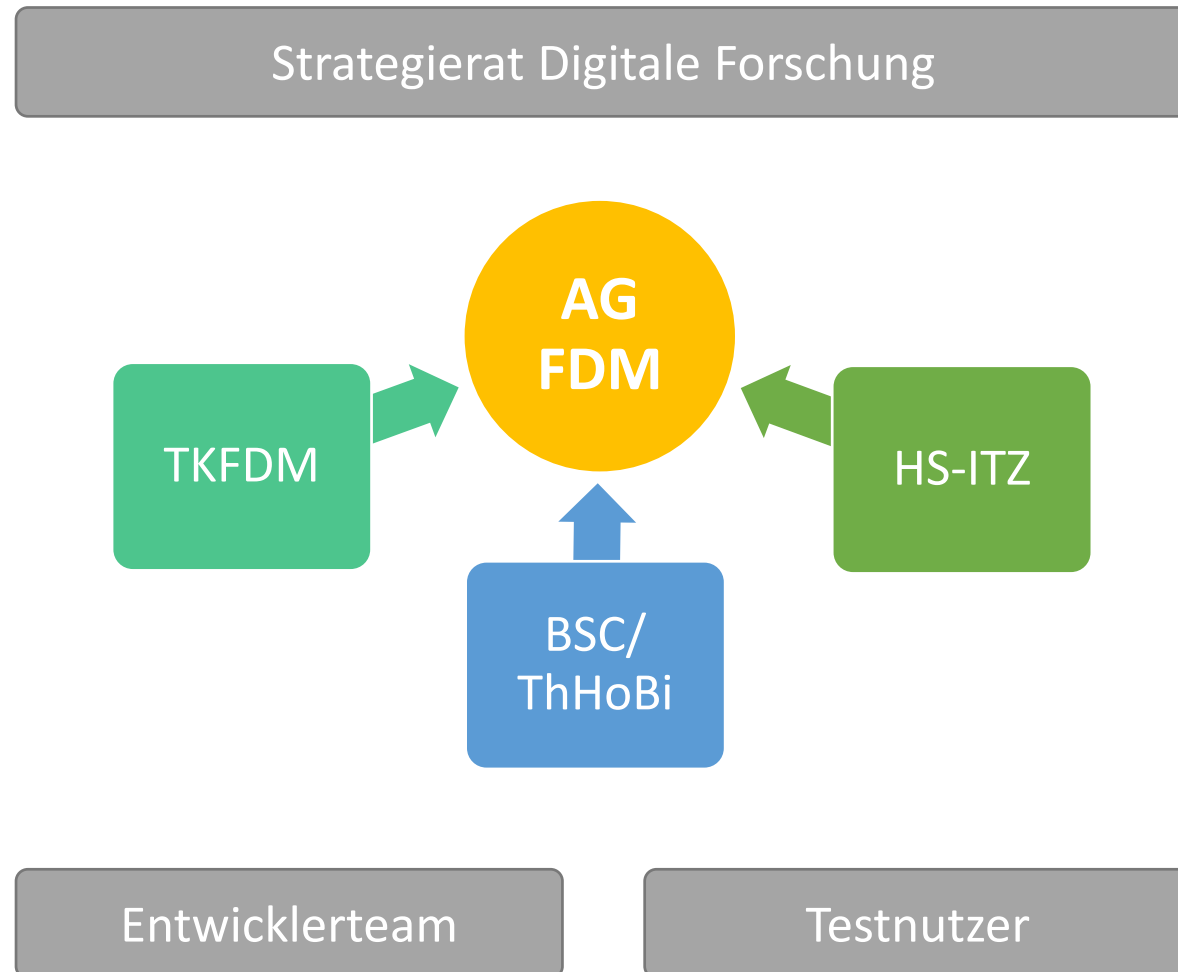 Strategierat Digitale Forschung
AG
FDM
TKFDM
HS-ITZ
BSC/
ThHoBi
Entwicklerteam
Testnutzer